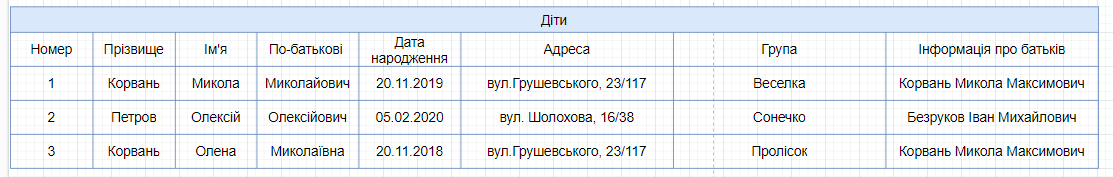 Діти
Номер Прізвище Ім'я По-батькові Дата народження Адреса Група Інформація про батьків
1 Корвань Микола Миколайович 20.11.2019 вул.Грушевського, 23/117 Веселка Корвань Микола Максимович
2 Петров Олексій Олексійович 05.02.2020 вул. Шолохова, 16/38 Сонечко Безруков Іван Михайлович
3 Корвань Олена Миколаївна 20.11.2018 вул.Грушевського, 23/117 Пролісок Корвань Микола Максимович